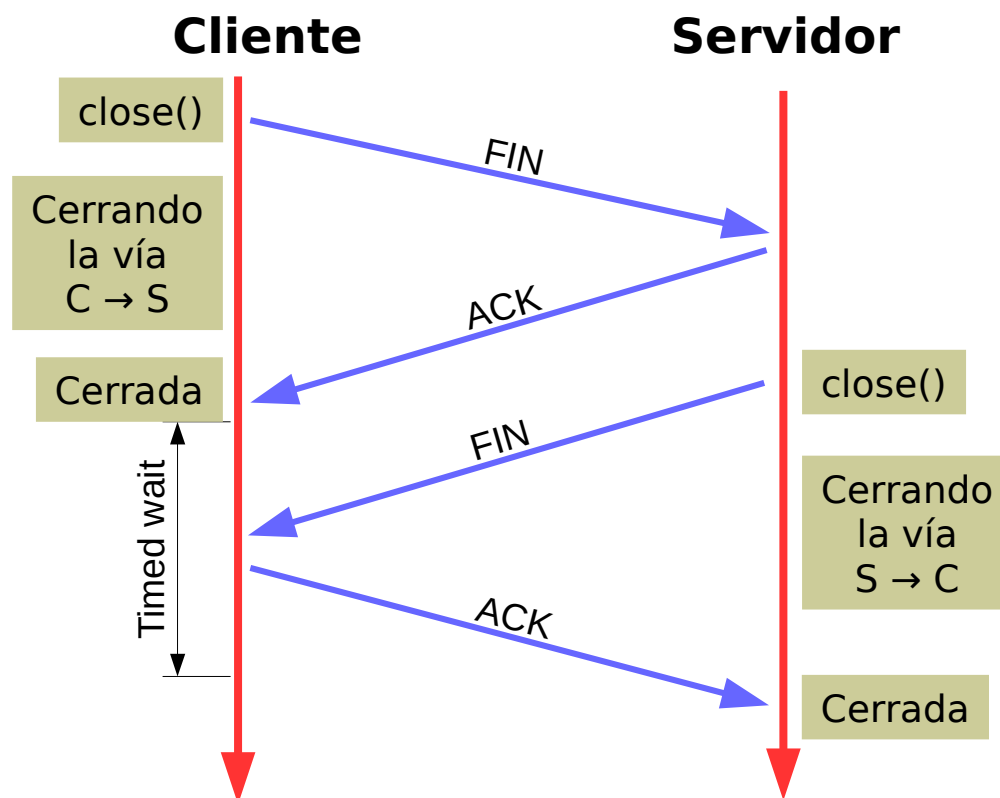 Cliente
Servidor
close()
FIN
Cerrando
la vía
C → S
ACK
Cerrada
close()
FIN
Timed wait
Cerrando
la vía
S → C
ACK
Cerrada